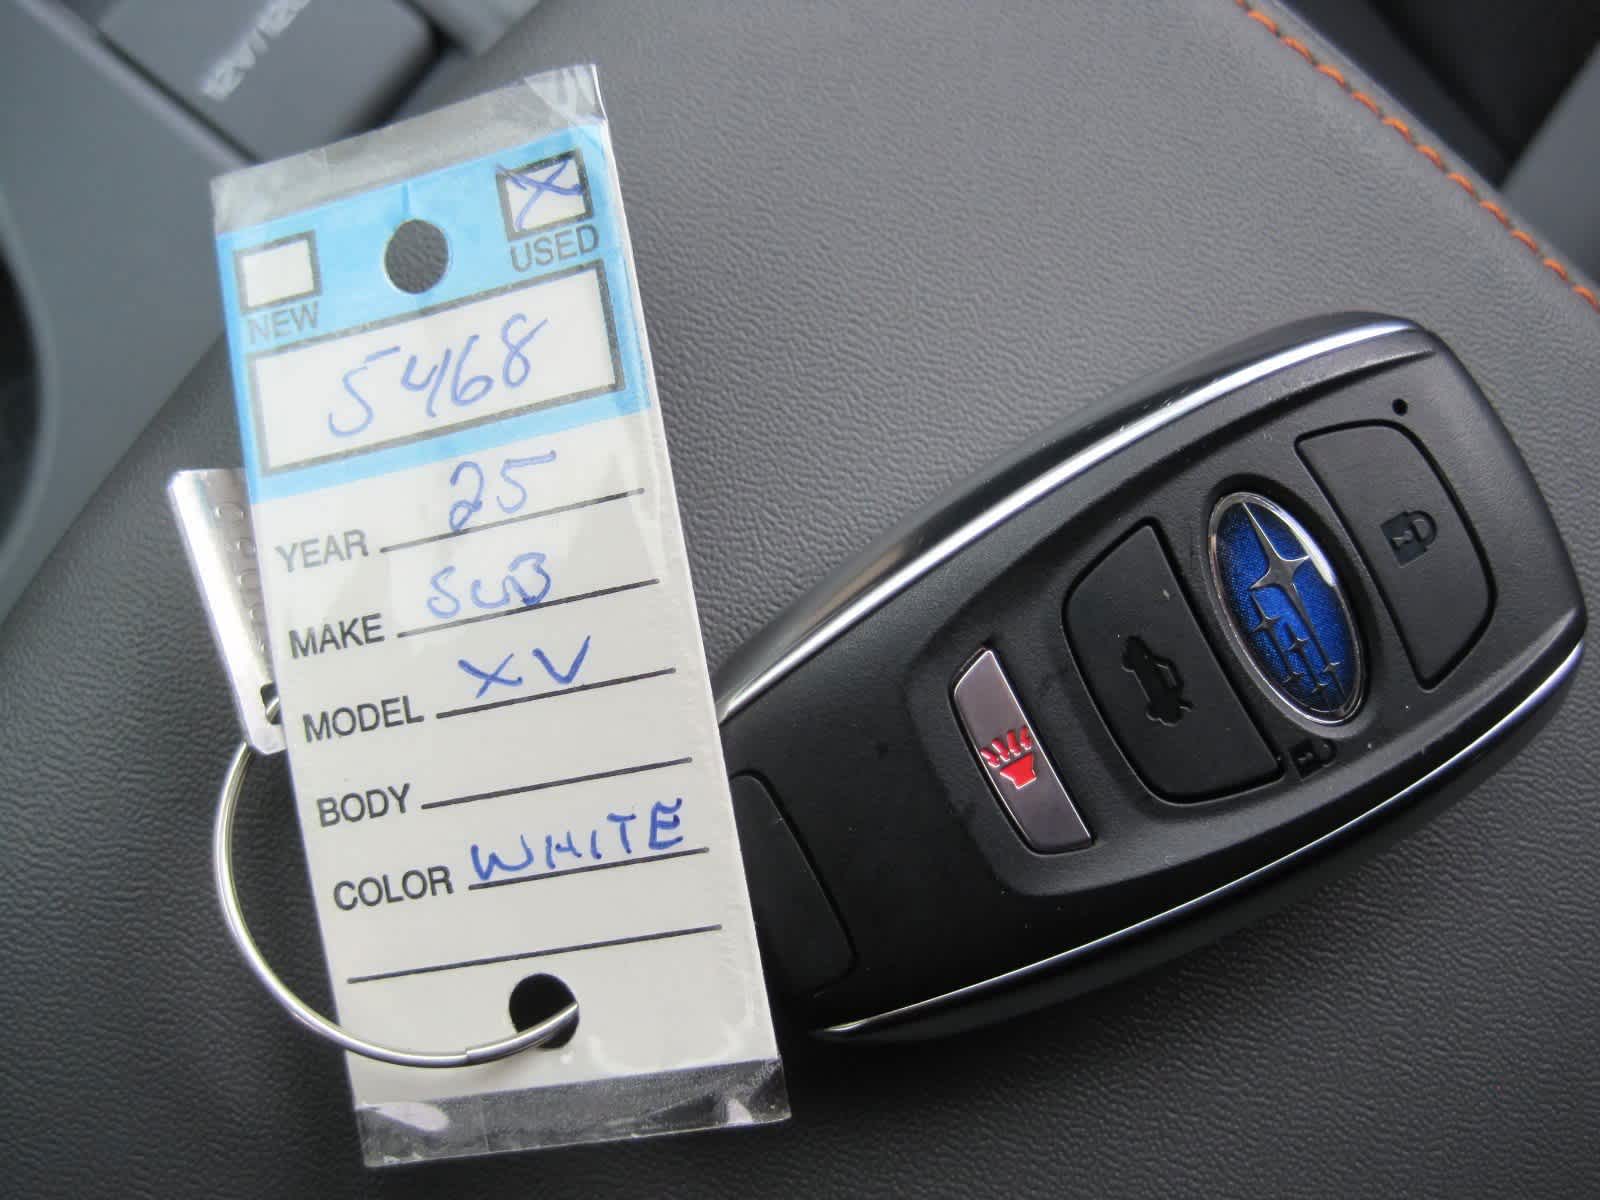 USED
NEW
5468
YEAR 25
MAKE SUB
MODEL XV
BODY
COLOR WHITE